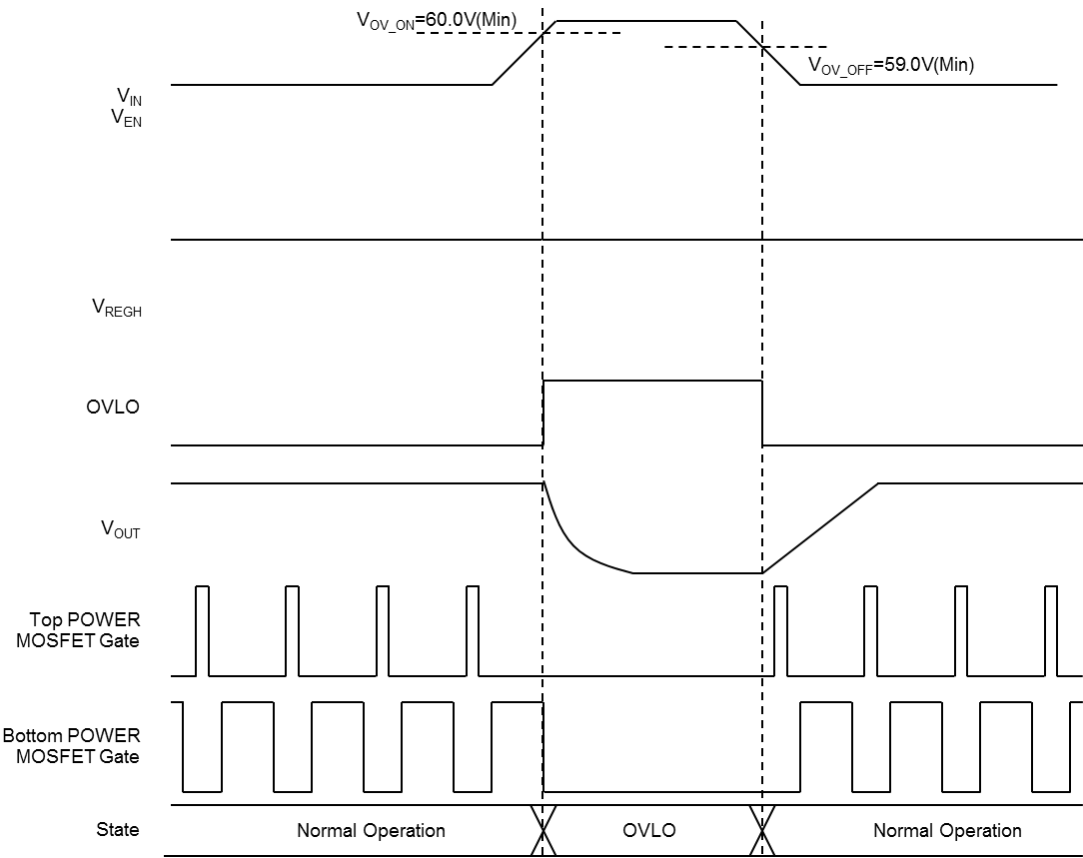 V_OV_ON=60.0V(Min)
V_OV_OFF=59.0V(Min)
V_IN
V_EN
V_REGH
OVLO
V_OUT
Top POWER
MOSFET Gate
Bottom POWER
MOSFET Gate
State
Normal Operation
OVLO
Normal Operation